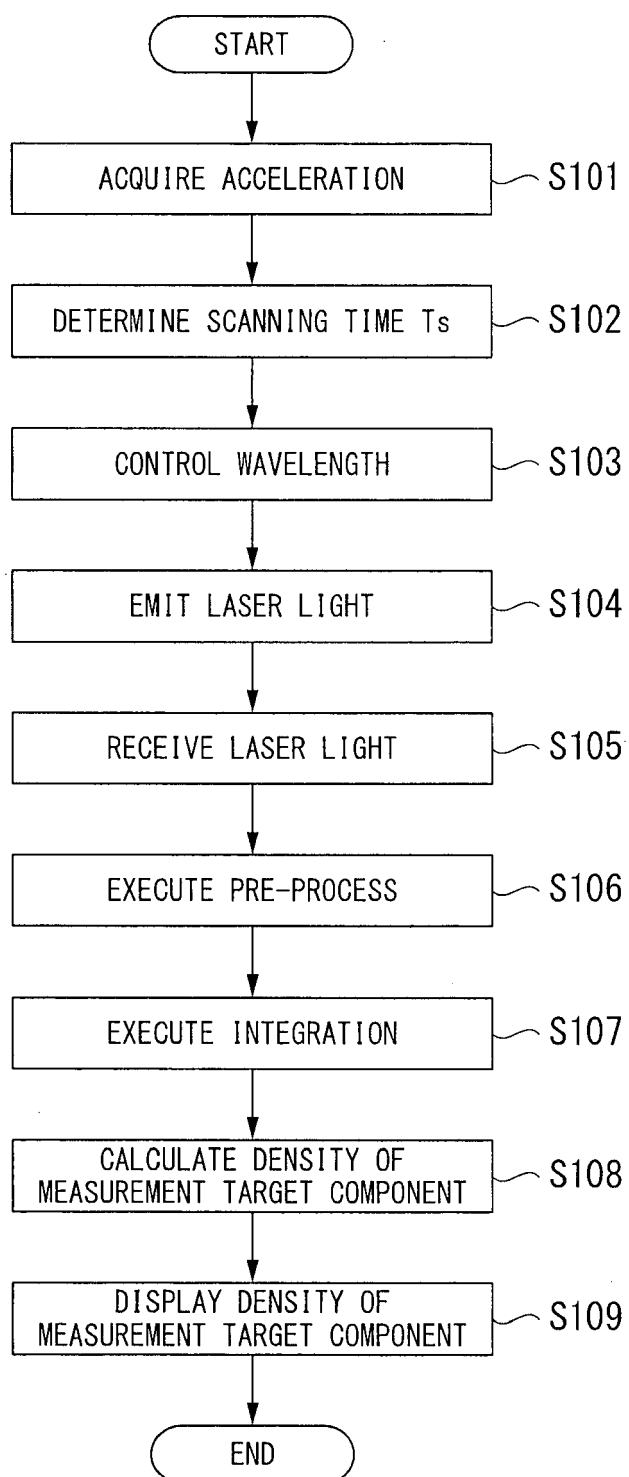 START
ACQUIRE ACCELERATION
S101
DETERMINE SCANNING TIME Ts
S102
CONTROL WAVELENGTH
S103
EMIT LASER LIGHT
S104
RECEIVE LASER LIGHT
S105
EXECUTE PRE-PROCESS
S106
EXECUTE INTEGRATION
S107
CALCULATE DENSITY OF
MEASUREMENT TARGET COMPONENT
S108
DISPLAY DENSITY OF
MEASUREMENT TARGET COMPONENT
S109
END